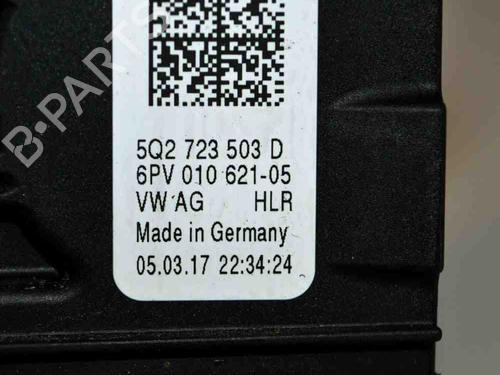 B-PARTS
5Q2 723 503 D
6PV 010 621-05
VW AG HLR
Made in Germany
05.03.17 22:34:24